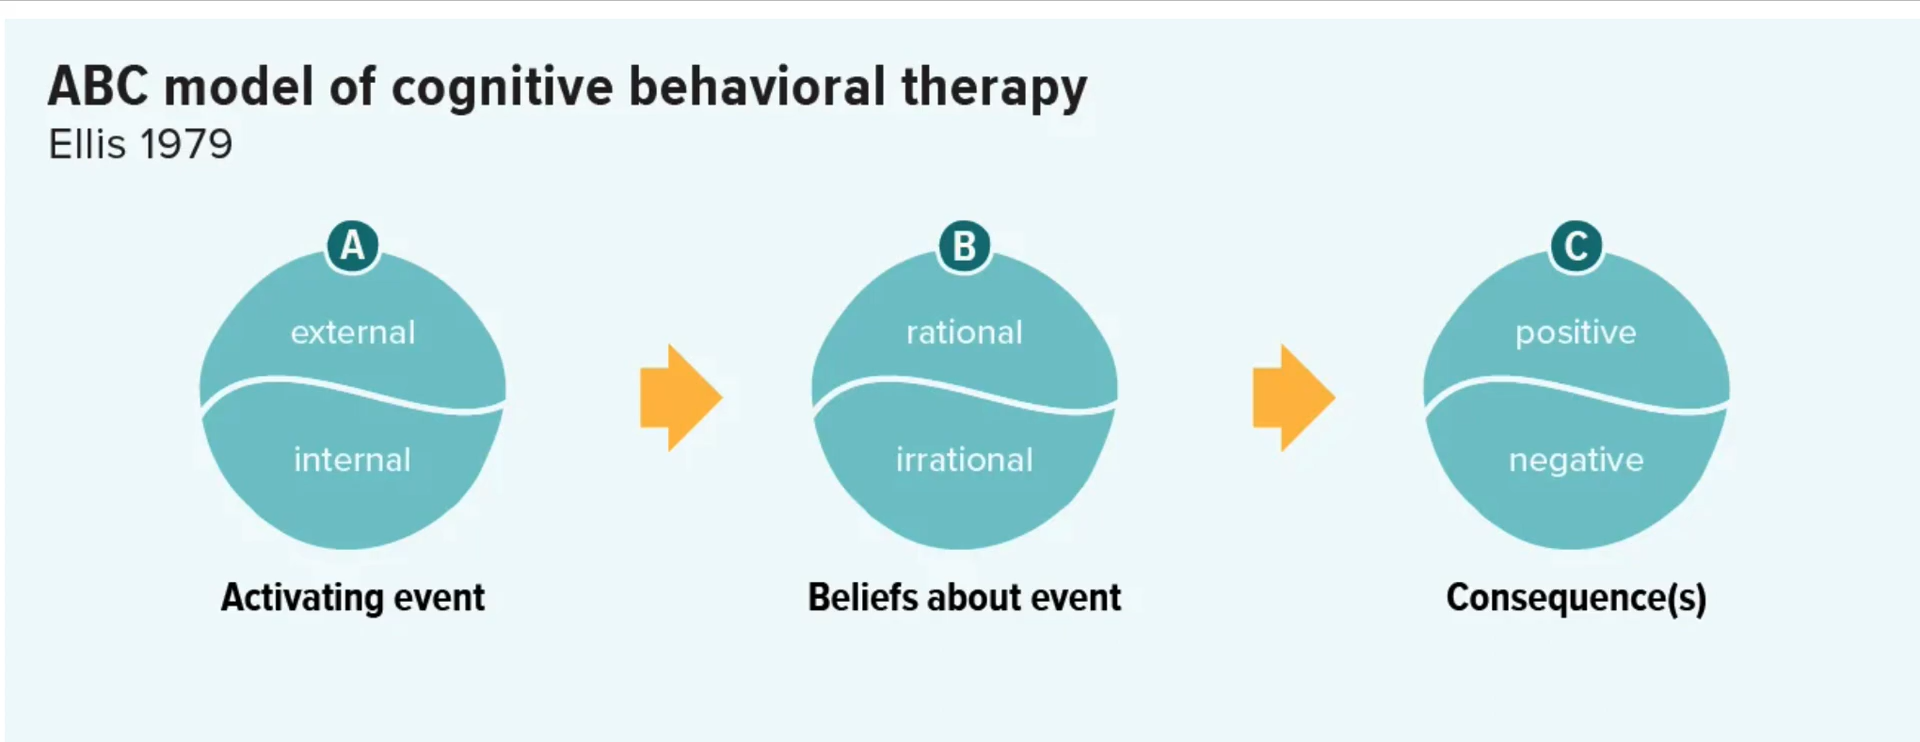 ABC model of cognitive behavioral therapy
Ellis 1979
A
external
internal
Activating event
B
rational
irrational
Beliefs about event
C
positive
negative
Consequence(s)